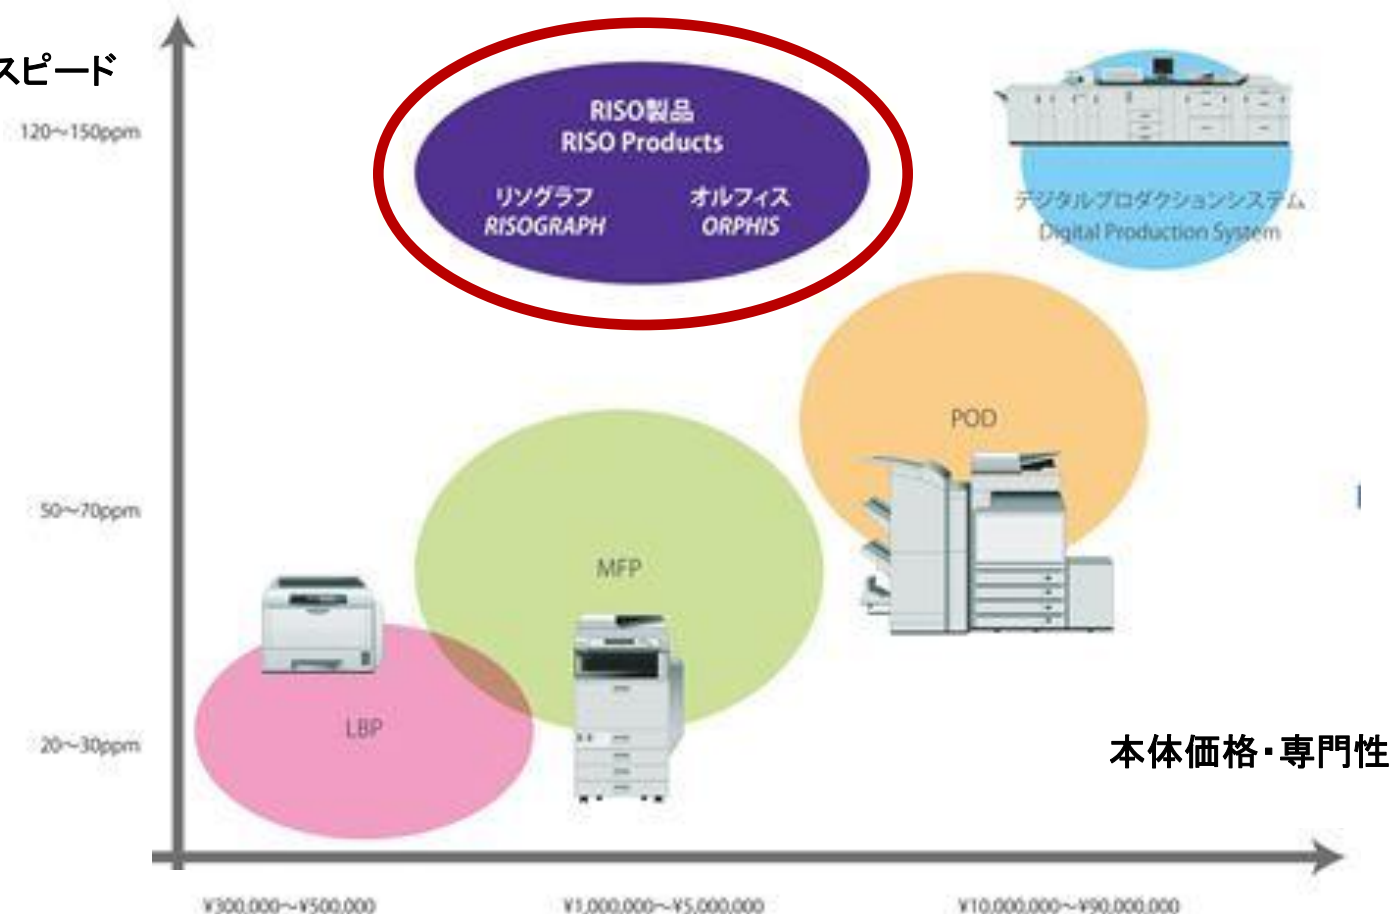 スピード
120～150ppm
RISO製品
RISO Products
リソグラフ
オルフィス
RISOGRAPH
ORPHIS
デジタルプロダクションシステム
Digital Production System
POD
50～70ppm
MFP
LBP
20～30ppm
本体価格・専門性
¥300,000～¥500,000
¥1,000,000～¥5,000,000
¥10,000,000～¥90,000,000